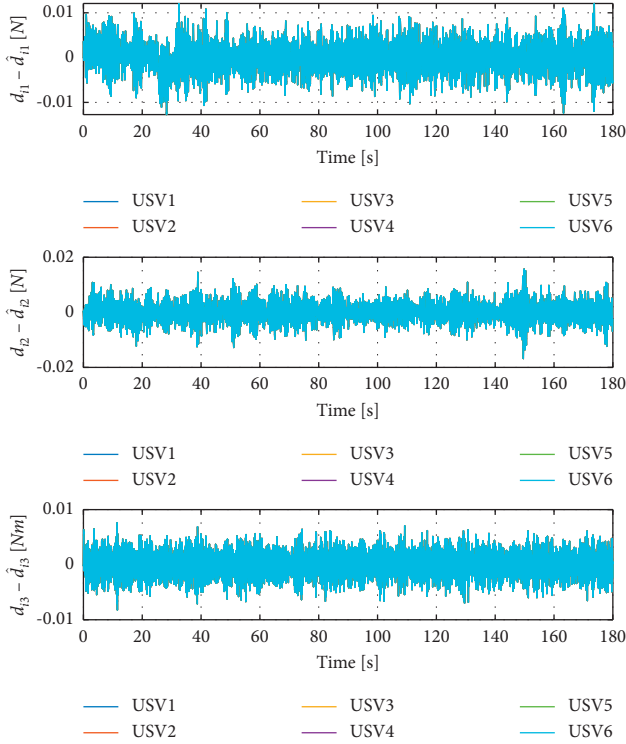 0.01
0
-0.01
d_{i1} – \hat{d}_{i1} [N]
0 20 40 60 80 100 120 140 160 180
Time [s]
USV1 USV3 USV5
USV2 USV4 USV6
0.02
0
-0.02
d_{i2} – \hat{d}_{i2} [N]
0 20 40 60 80 100 120 140 160 180
Time [s]
USV1 USV3 USV5
USV2 USV4 USV6
0.01
0
-0.01
d_{i3} – \hat{d}_{i3} [Nm]
0 20 40 60 80 100 120 140 160 180
Time [s]
USV1 USV3 USV5
USV2 USV4 USV6